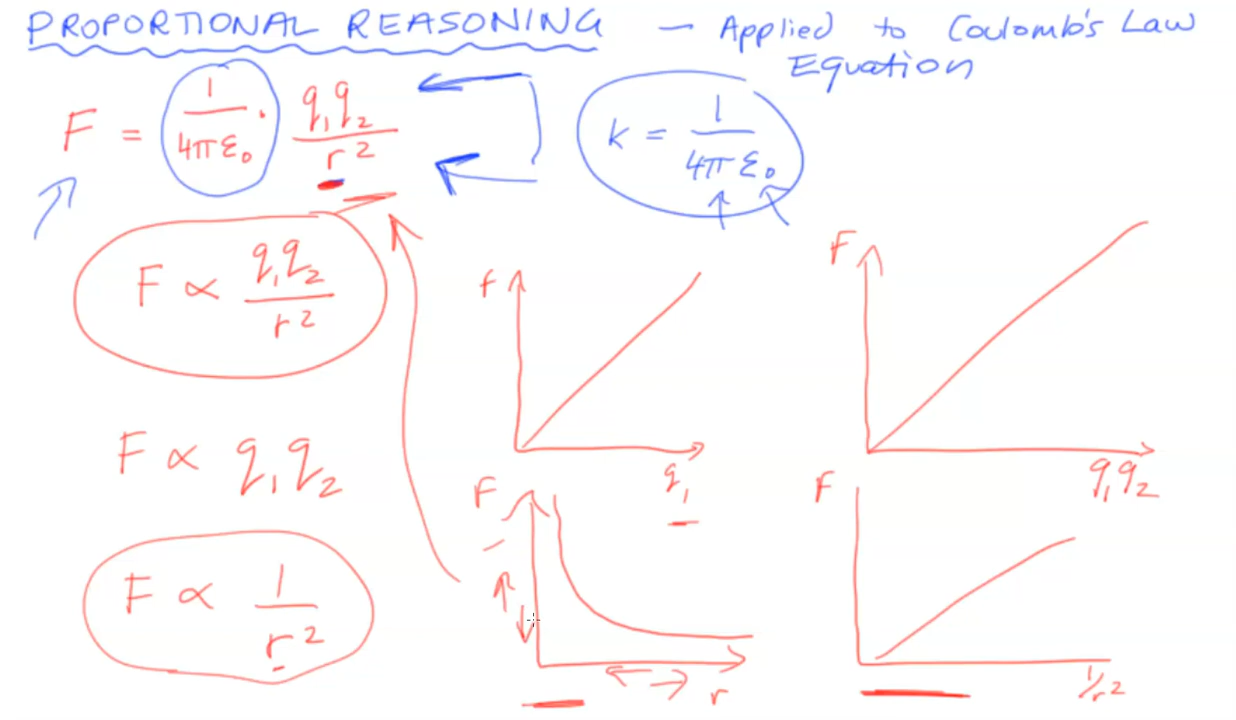 PROPORTIONAL REASONING — Applied to Coulomb's Law
Equation
F = 1/4πε₀ · q₁q₂/r²
k = 1/4πε₀
F ∝ q₁q₂/r²
F ∝ q₁q₂
F ∝ 1/r²
f
q₁
F
q₁q₂
F
r
F
1/r²